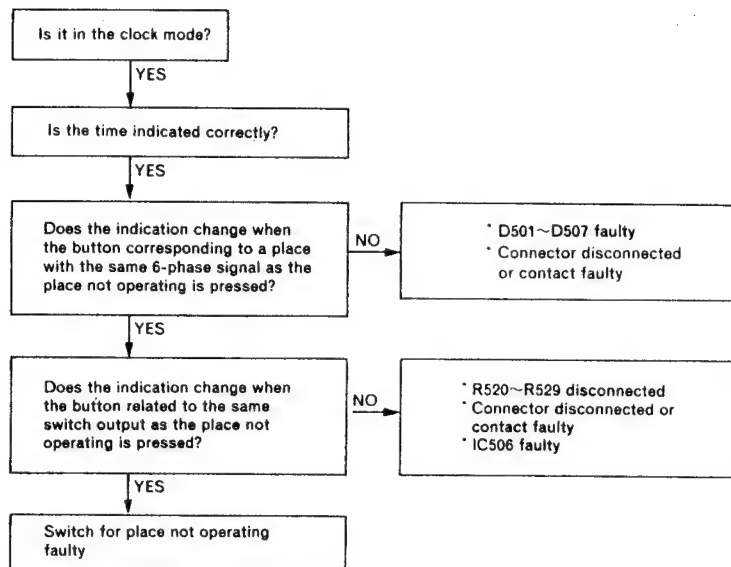 Is it in the clock mode?
YES
Is the time indicated correctly?
YES
Does the indication change when
the button corresponding to a place
with the same 6-phase signal as the
place not operating is pressed?
NO
• D501~D507 faulty
• Connector disconnected
or contact faulty
YES
Does the indication change when
the button related to the same
switch output as the place not
operating is pressed?
NO
• R520~R529 disconnected
• Connector disconnected or
contact faulty
• IC506 faulty
YES
Switch for place not operating
faulty